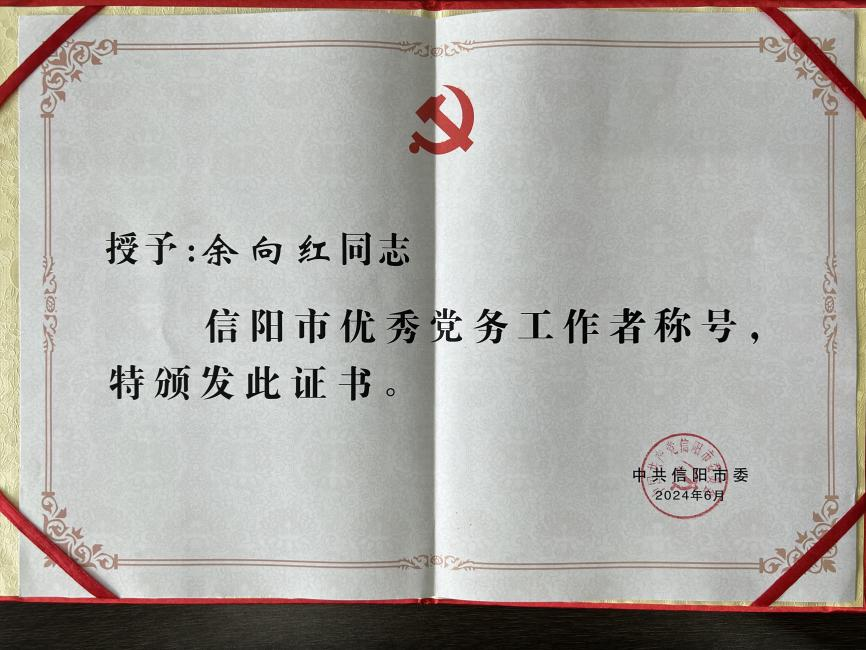 授予:余向红同志
信阳市优秀党务工作者称号，
特颁发此证书。
中共信阳市委
2024年6月